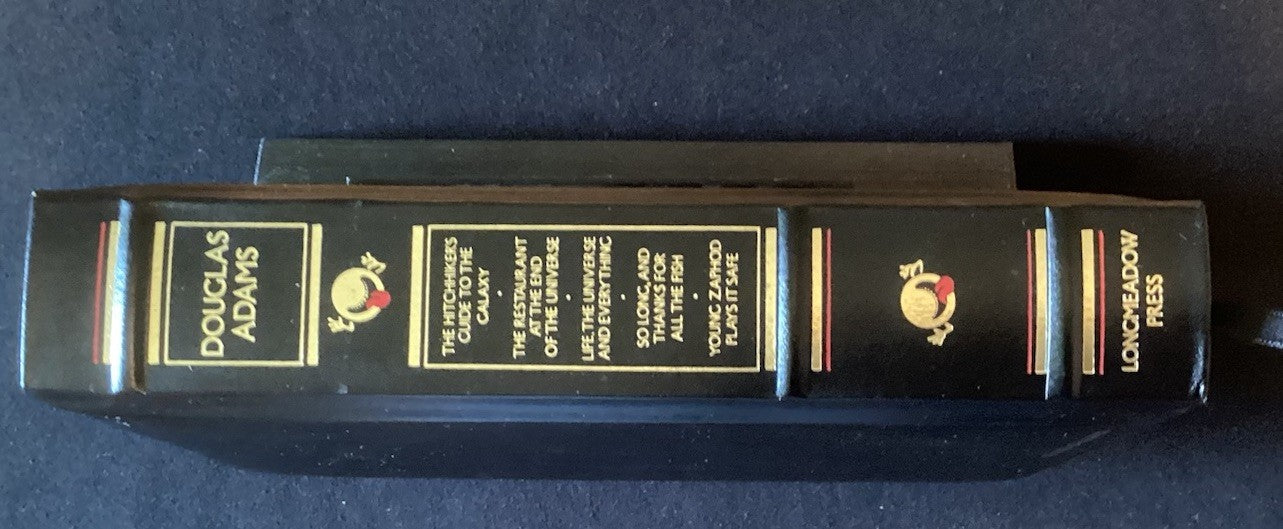 DOUGLAS
ADAMS
THE HITCHHIKER'S
GUIDE TO THE
GALAXY
•
THE RESTAURANT
AT THE END
OF THE UNIVERSE
•
LIFE, THE UNIVERSE
AND EVERYTHING
•
SO LONG, AND
THANKS FOR
ALL THE FISH
•
YOUNG ZAPHOD
PLAYS IT SAFE
LONGMEADOW
PRESS